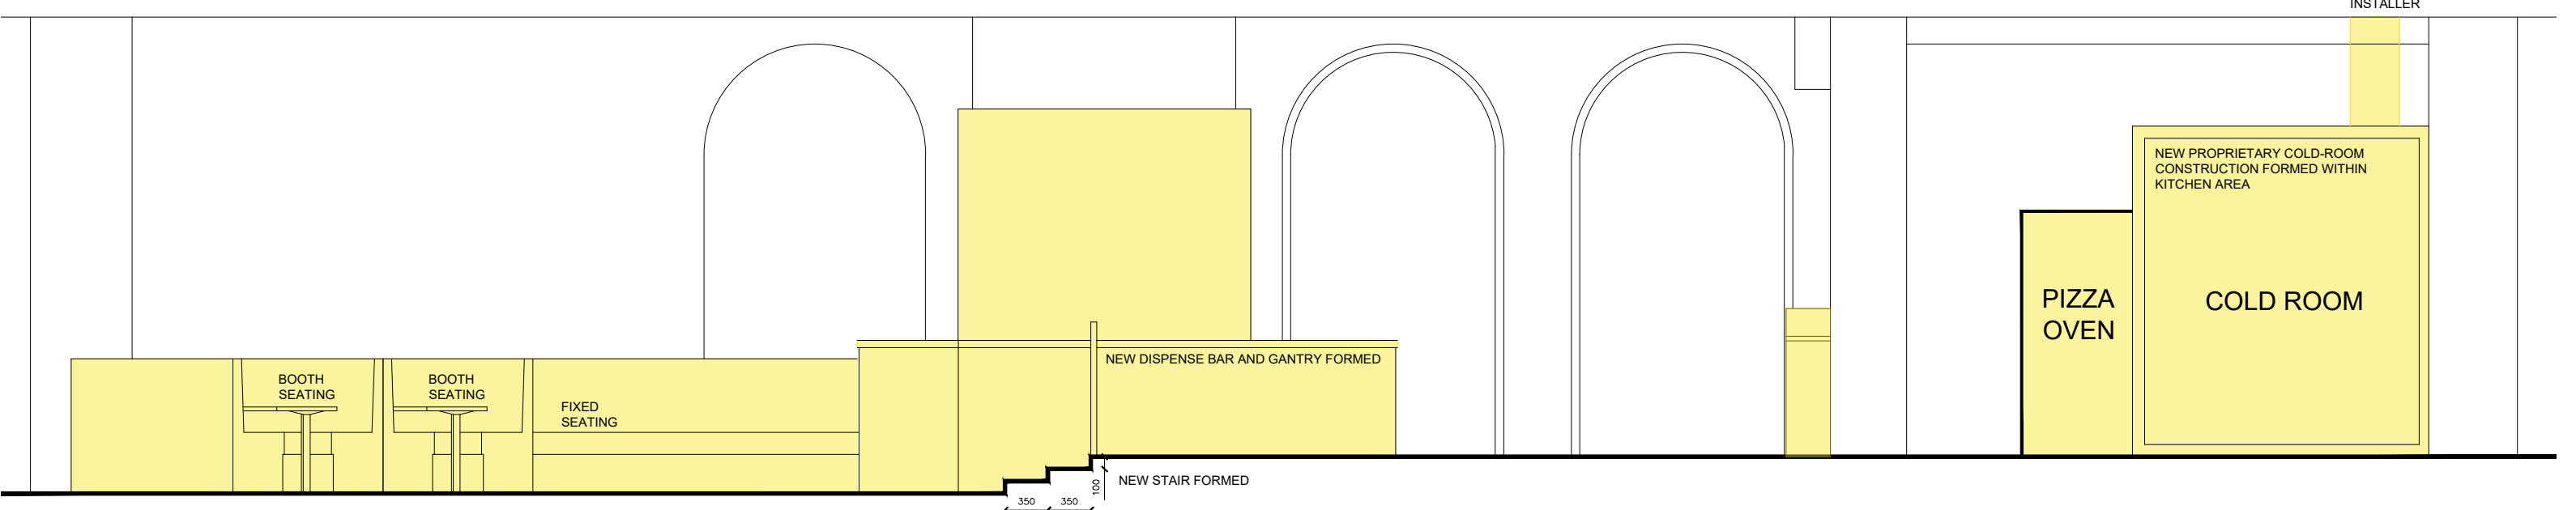 INSTALLER
NEW PROPRIETARY COLD-ROOM
CONSTRUCTION FORMED WITHIN
KITCHEN AREA
PIZZA
OVEN
COLD ROOM
NEW DISPENSE BAR AND GANTRY FORMED
BOOTH
SEATING
BOOTH
SEATING
FIXED
SEATING
NEW STAIR FORMED
100
350
350